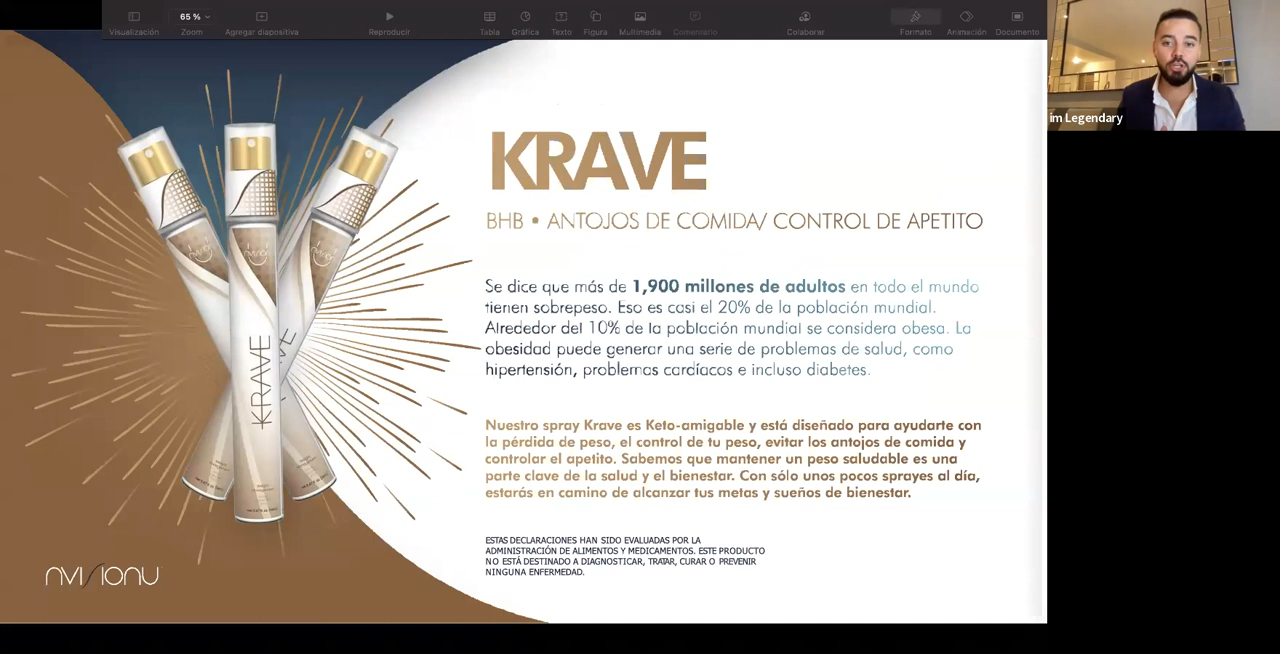 65 %
Visualización
Zoom
Agregar diapositiva
Reproducir
Tabla
Gráfica
Texto
Figura
Multimedia
Comentario
Colaborar
Formato
Animación
Documento
im Legendary
KRAVE
BHB • ANTOJOS DE COMIDA/ CONTROL DE APETITO
Se dice que más de 1,900 millones de adultos en todo el mundo
tienen sobrepeso. Eso es casi el 20% de la población mundial.
Alrededor del 10% de la población mundial se considera obesa. La
obesidad puede generar una serie de problemas de salud, como
hipertensión, problemas cardíacos e incluso diabetes.
Nuestro spray Krave es Keto-amigable y está diseñado para ayudarte con
la pérdida de peso, el control de tu peso, evitar los antojos de comida y
controlar el apetito. Sabemos que mantener un peso saludable es una
parte clave de la salud y el bienestar. Con sólo unos pocos sprayes al día,
estarás en camino de alcanzar tus metas y sueños de bienestar.
ESTAS DECLARACIONES HAN SIDO EVALUADAS POR LA
ADMINISTRACIÓN DE ALIMENTOS Y MEDICAMENTOS. ESTE PRODUCTO
NO ESTÁ DESTINADO A DIAGNOSTICAR, TRATAR, CURAR O PREVENIR
NINGUNA ENFERMEDAD.
KRAVE
nvisionu